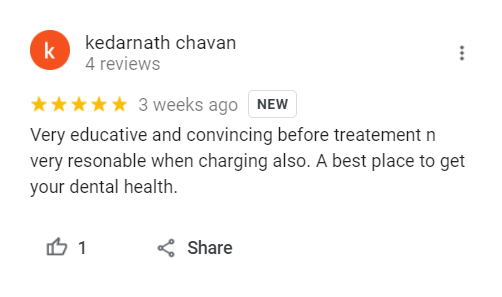 k
kedarnath chavan
4 reviews
3 weeks ago NEW
Very educative and convincing before treatement n
very resonable when charging also. A best place to get
your dental health.
1 Share